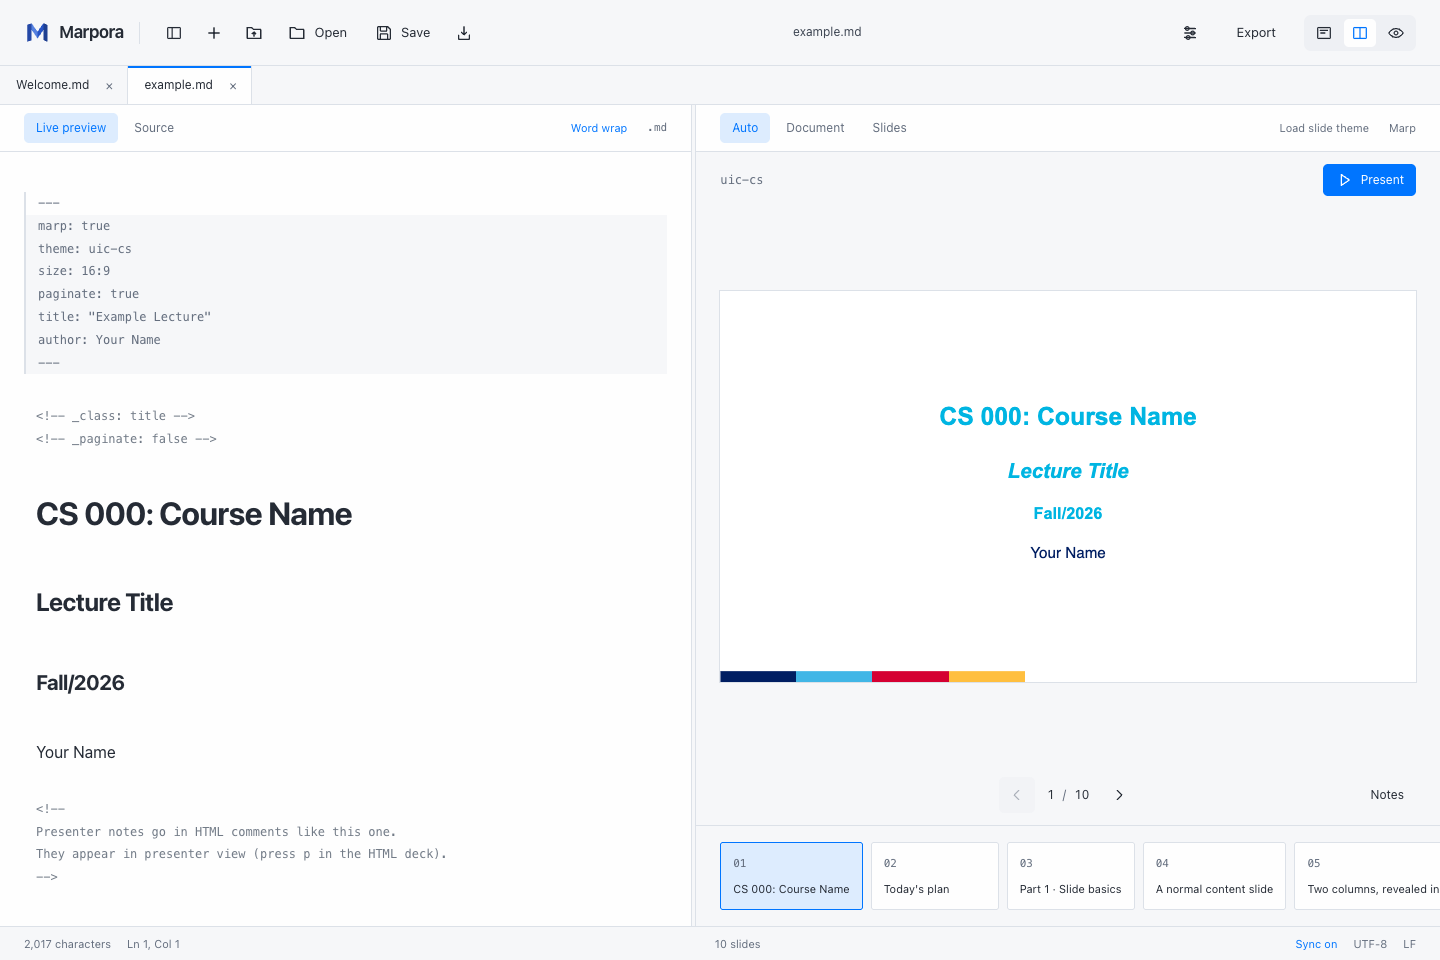 Marpora
Open
Save
example.md
Export
Welcome.md ×
example.md ×
Live preview
Source
Word wrap
.md
Auto
Document
Slides
Load slide theme
Marp
---
marp: true
theme: uic-cs
size: 16:9
paginate: true
title: "Example Lecture"
author: Your Name
---
<!-- _class: title -->
<!-- _paginate: false -->
CS 000: Course Name
Lecture Title
Fall/2026
Your Name
<!--
Presenter notes go in HTML comments like this one.
They appear in presenter view (press p in the HTML deck).
-->
uic-cs
Present
CS 000: Course Name
Lecture Title
Fall/2026
Your Name
1 / 10
Notes
01
CS 000: Course Name
02
Today's plan
03
Part 1 · Slide basics
04
A normal content slide
05
Two columns, revealed in
2,017 characters
Ln 1, Col 1
10 slides
Sync on
UTF-8
LF